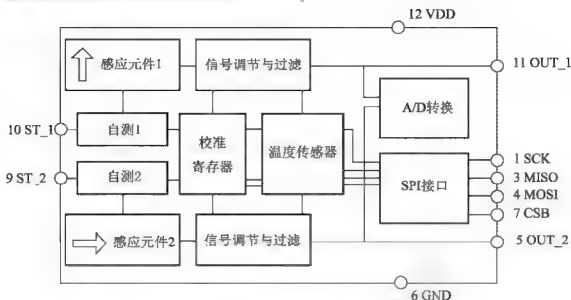 12 VDD
感应元件1
信号调节与过滤
11 OUT_1
A/D转换
10 ST_1
自测1
校准
寄存器
温度传感器
SPI接口
1 SCK
3 MISO
4 MOSI
7 CSB
9 ST_2
自测2
感应元件2
信号调节与过滤
5 OUT_2
6 GND